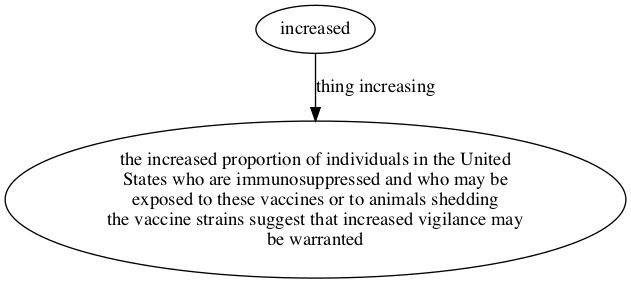 increased
thing increasing
the increased proportion of individuals in the United
States who are immunosuppressed and who may be
exposed to these vaccines or to animals shedding
the vaccine strains suggest that increased vigilance may
be warranted